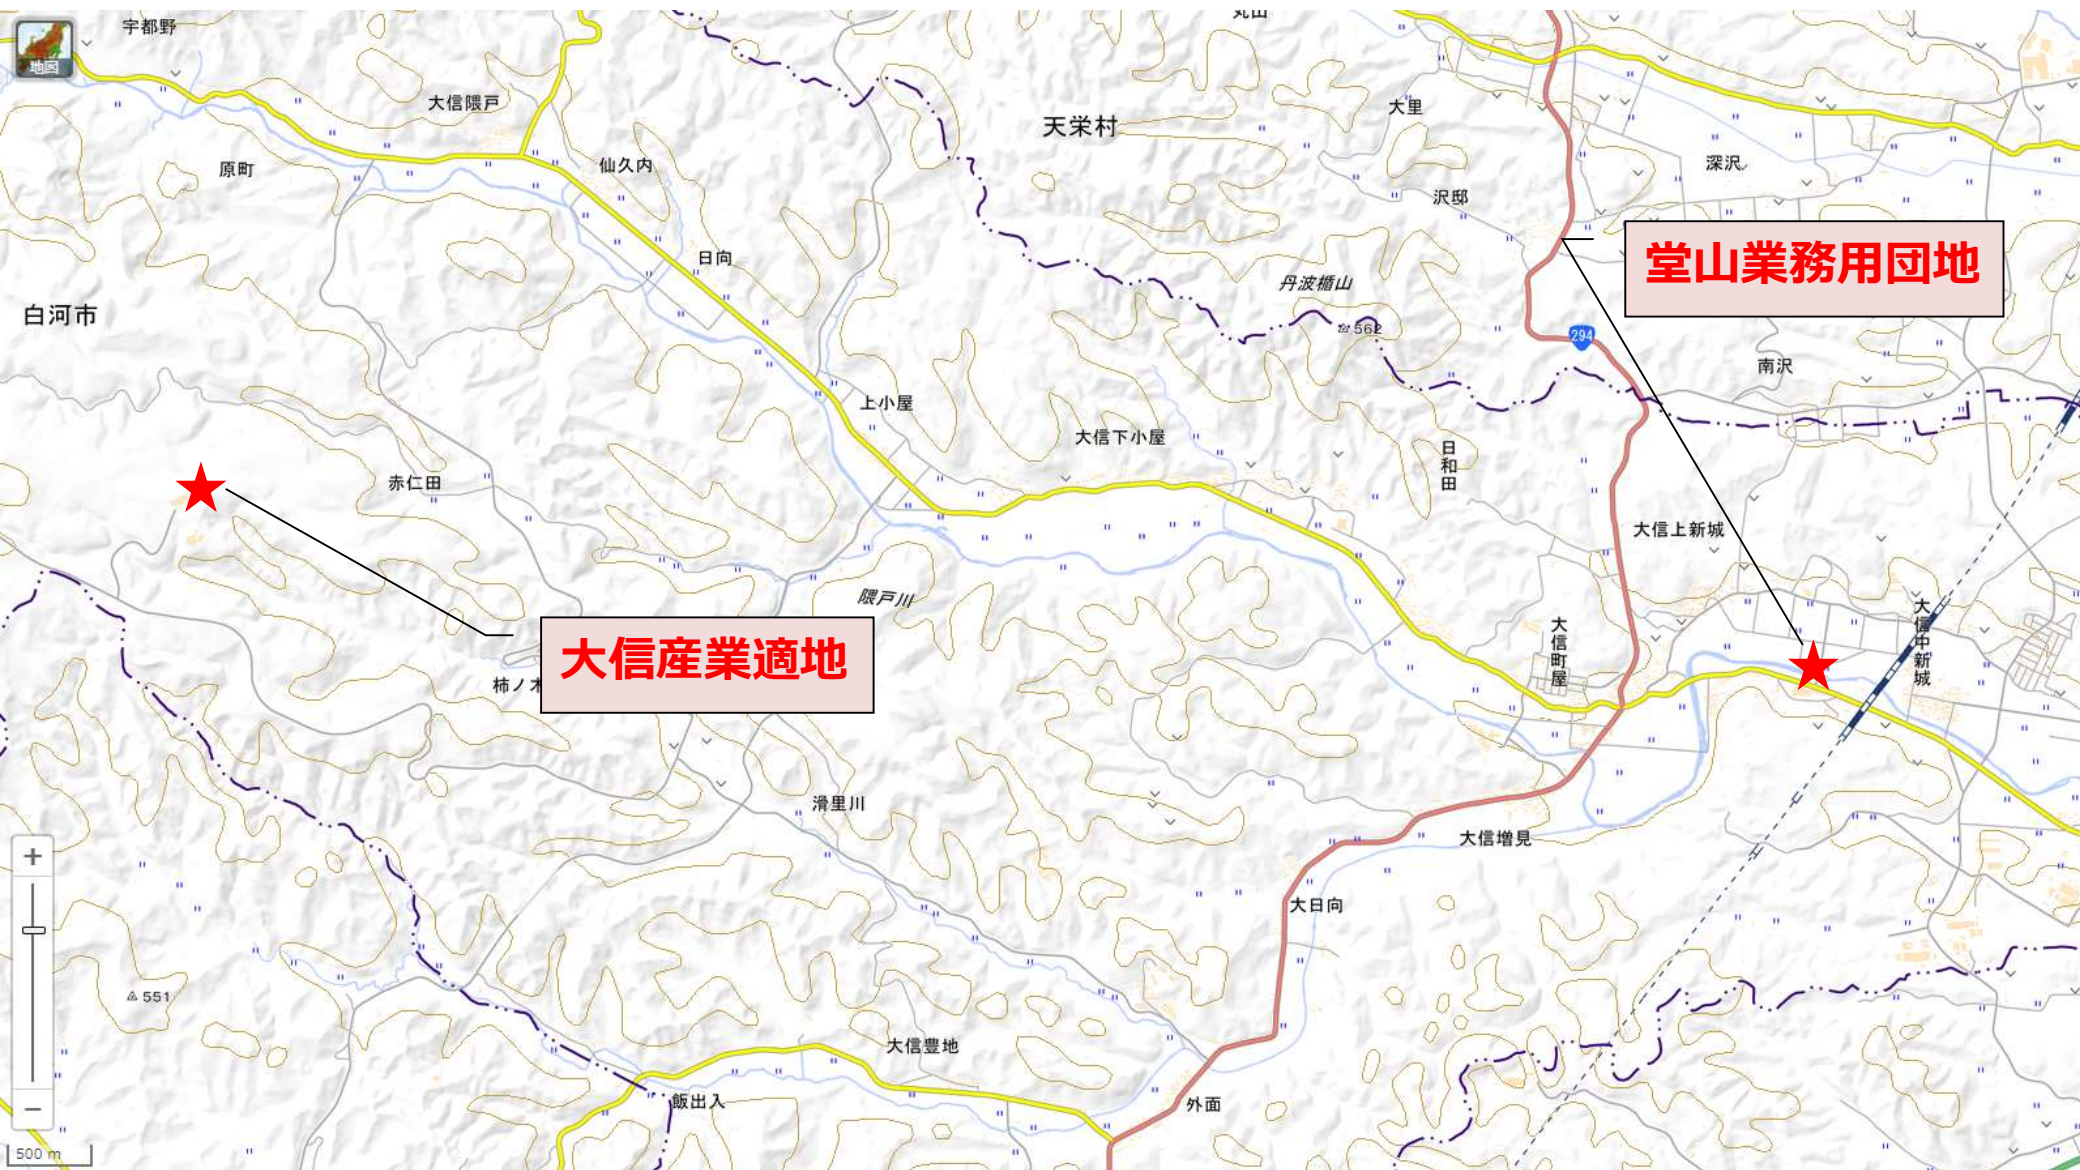 宇都野
丸山
地図
大信隈戸
大里
天栄村
原町
仙久内
深沢
沢邸
日向
堂山業務用団地
白河市
丹波楯山
562
294
南沢
上小屋
大信下小屋
日和田
赤仁田
大信上新城
隈戸川
大信町屋
大信中新城
大信産業適地
柿ノ木
滑里川
大信増見
大日向
551
大信豊地
飯出入
外面
500 m